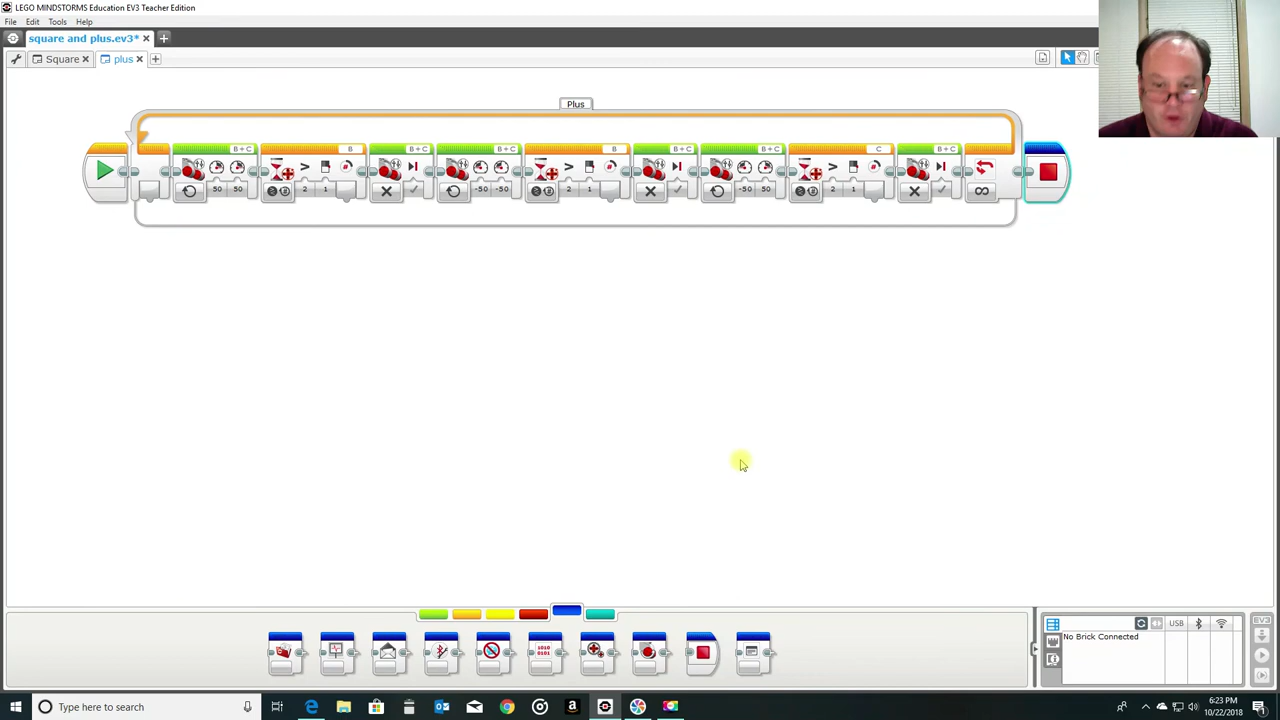 LEGO MINDSTORMS Education EV3 Teacher Edition
File Edit Tools Help
square and plus.ev3*
Square plus
Plus
B + C B B + C B + C B B + C B + C C B + C
50 50 2 1 -50 -50 2 1 -50 50 2 1
No Brick Connected
USB
EV3
Type here to search
6:23 PM
10/22/2018